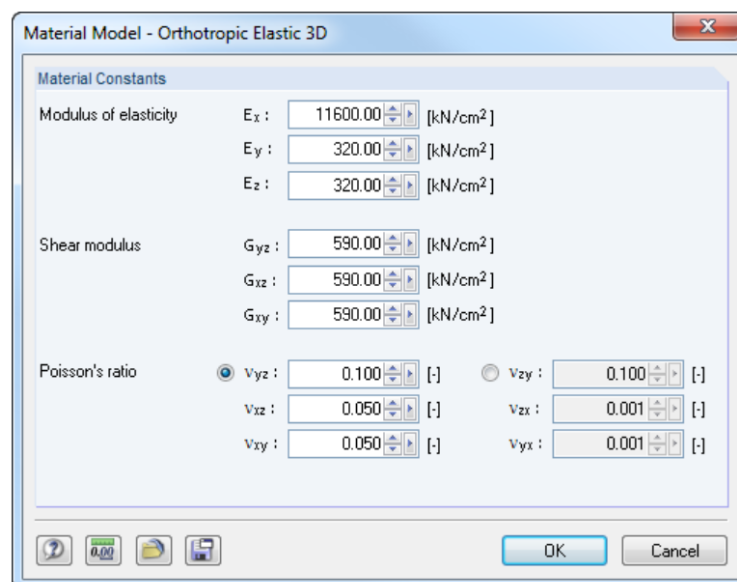 Material Model - Orthotropic Elastic 3D
Material Constants
Modulus of elasticity Ex : 11600.00 [kN/cm²]
Ey : 320.00 [kN/cm²]
Ez : 320.00 [kN/cm²]
Shear modulus Gyz : 590.00 [kN/cm²]
Gxz : 590.00 [kN/cm²]
Gxy : 590.00 [kN/cm²]
Poisson's ratio νyz : 0.100 [-] νzy : 0.100 [-]
νxz : 0.050 [-] νzx : 0.001 [-]
νxy : 0.050 [-] νyx : 0.001 [-]
0.00 OK Cancel